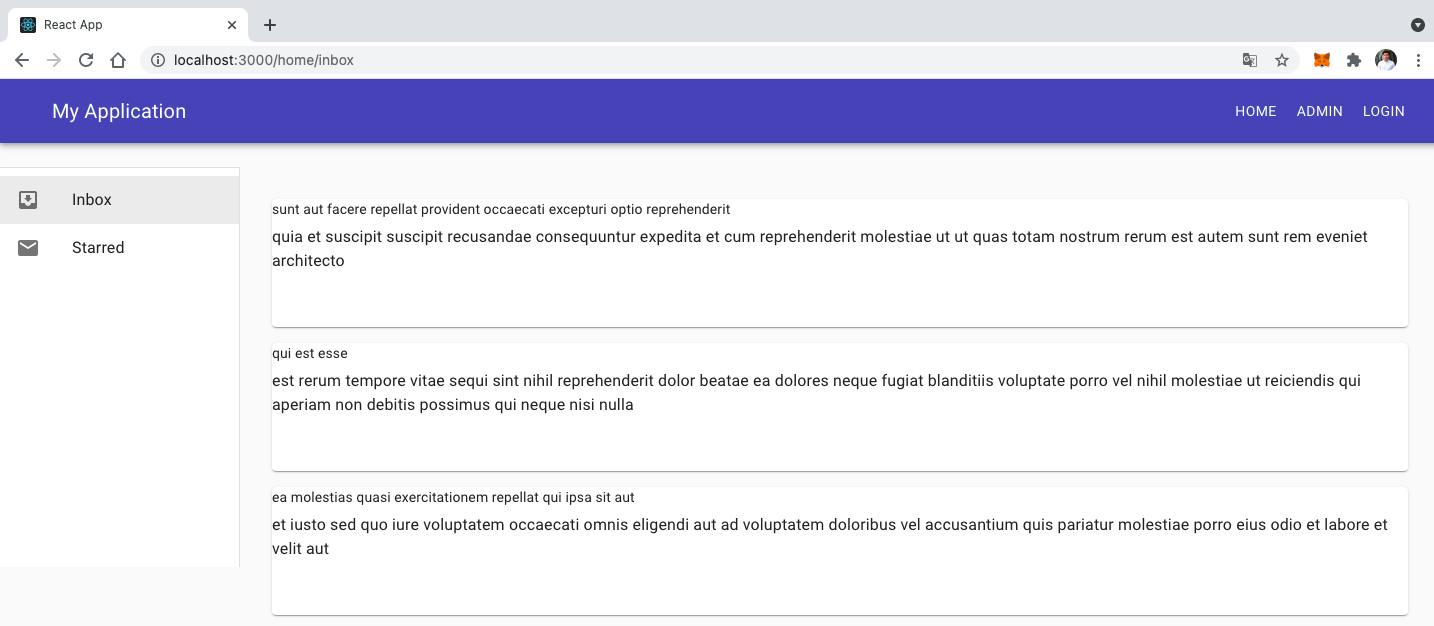 React App
localhost:3000/home/inbox
My Application
HOME ADMIN LOGIN
Inbox
Starred
sunt aut facere repellat provident occaecati excepturi optio reprehenderit
quia et suscipit suscipit recusandae consequuntur expedita et cum reprehenderit molestiae ut ut quas totam nostrum rerum est autem sunt rem eveniet
architecto
qui est esse
est rerum tempore vitae sequi sint nihil reprehenderit dolor beatae ea dolores neque fugiat blanditiis voluptate porro vel nihil molestiae ut reiciendis qui
aperiam non debitis possimus qui neque nisi nulla
ea molestias quasi exercitationem repellat qui ipsa sit aut
et iusto sed quo iure voluptatem occaecati omnis eligendi aut ad voluptatem doloribus vel accusantium quis pariatur molestiae porro eius odio et labore et
velit aut